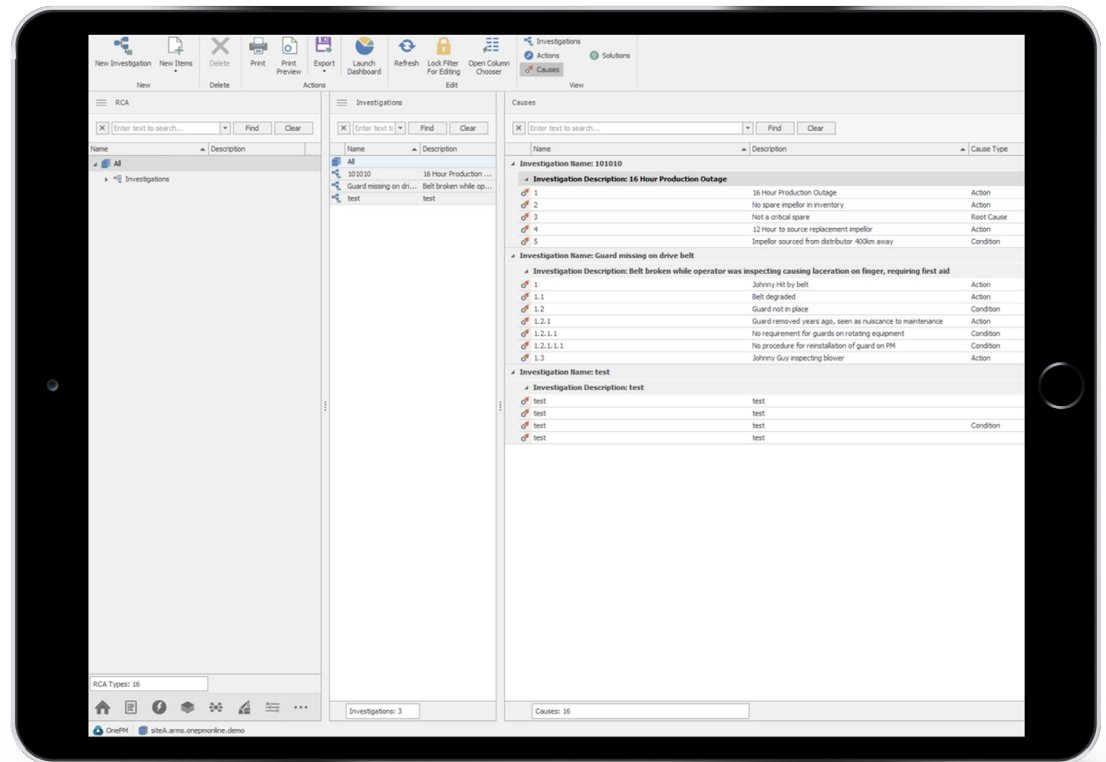 New Investigation New Items Delete Print Print Preview Export Launch Dashboard Refresh Lock Filter For Editing Open Column Chooser
Investigations
Actions Solutions
Causes
New Delete Actions Edit View
RCA Investigations Causes
Enter text to search... Find Clear Enter text t Find Clear Enter text to search... Find Clear
Name Description Name Description Name Description Cause Type
All
Investigations
All
101010 16 Hour Production ...
Guard missing on dri... Belt broken while op...
test test
Investigation Name: 101010
Investigation Description: 16 Hour Production Outage
1 16 Hour Production Outage Action
2 No spare impellor in inventory Action
3 Not a critical spare Root Cause
4 12 Hour to source replacement impellor Action
5 Impellor sourced from distributor 400km away Condition
Investigation Name: Guard missing on drive belt
Investigation Description: Belt broken while operator was inspecting causing laceration on finger, requiring first aid
1 Johnny Hit by belt Action
1.1 Belt degraded Action
1.2 Guard not in place Condition
1.2.1 Guard removed years ago, seen as nuiscance to maintenance Action
1.2.1.1 No requirement for guards on rotating equipment Condition
1.2.1.1.1 No procedure for reinstallation of guard on PM Condition
1.3 Johnny Guy inspecting blower Action
Investigation Name: test
Investigation Description: test
test test
test test
test test Condition
test test
RCA Types: 16
Investigations: 3
Causes: 16
OnePM siteA.arms.onepmonline.demo